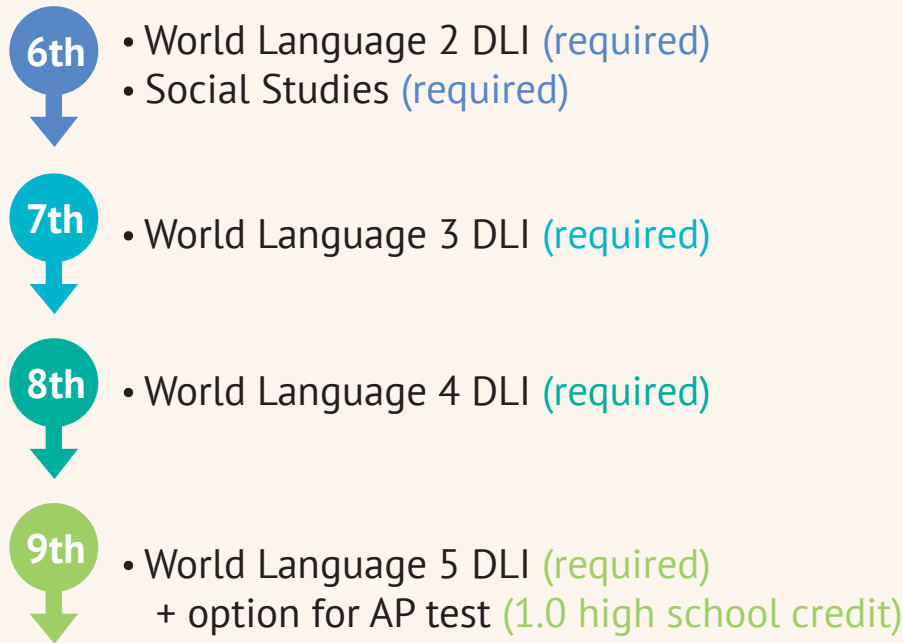 6th
• World Language 2 DLI (required)
• Social Studies (required)
7th
• World Language 3 DLI (required)
8th
• World Language 4 DLI (required)
9th
• World Language 5 DLI (required)
+ option for AP test (1.0 high school credit)